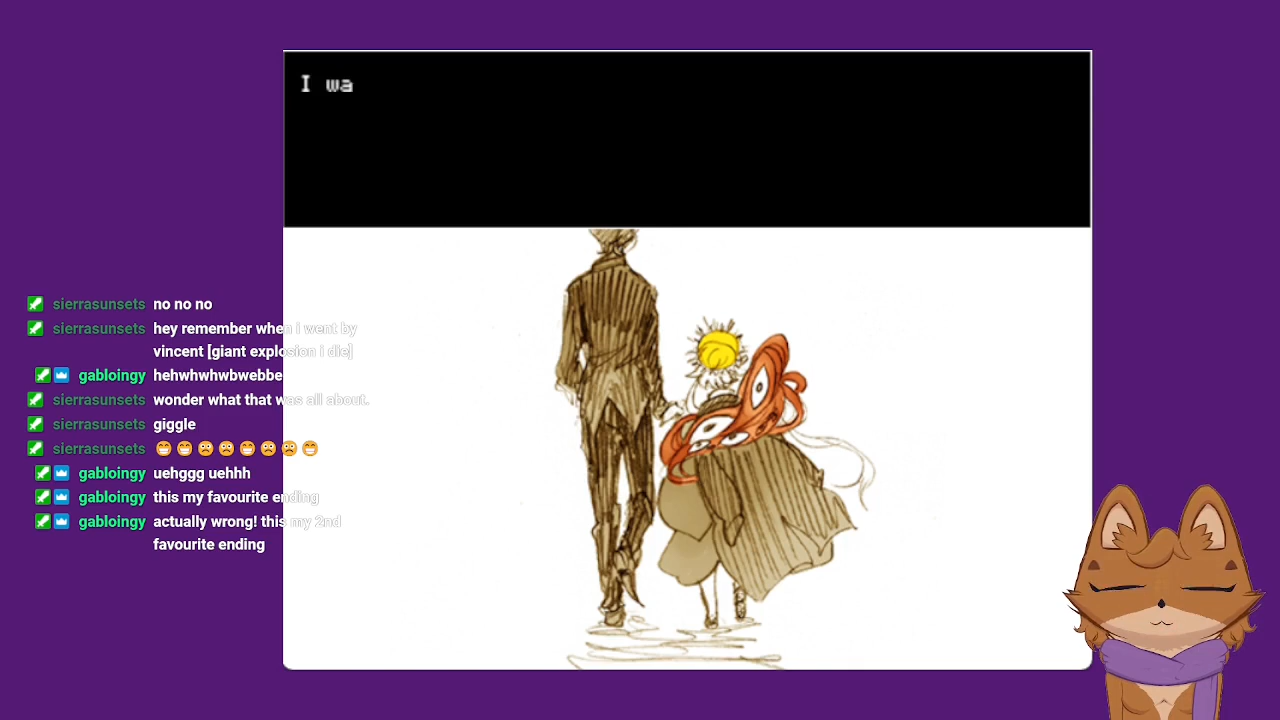 I wa
sierrasunsets no no no
sierrasunsets hey remember when I went by
vincent [giant explosion I die]
gabloingy hehwhwhwbwebbe
sierrasunsets wonder what that was all about.
sierrasunsets giggle
sierrasunsets 😁😁☹️☹️😁☹️☹️😁
gabloingy uehggg uehhh
gabloingy this my favourite ending
gabloingy actually wrong! this my 2nd
favourite ending